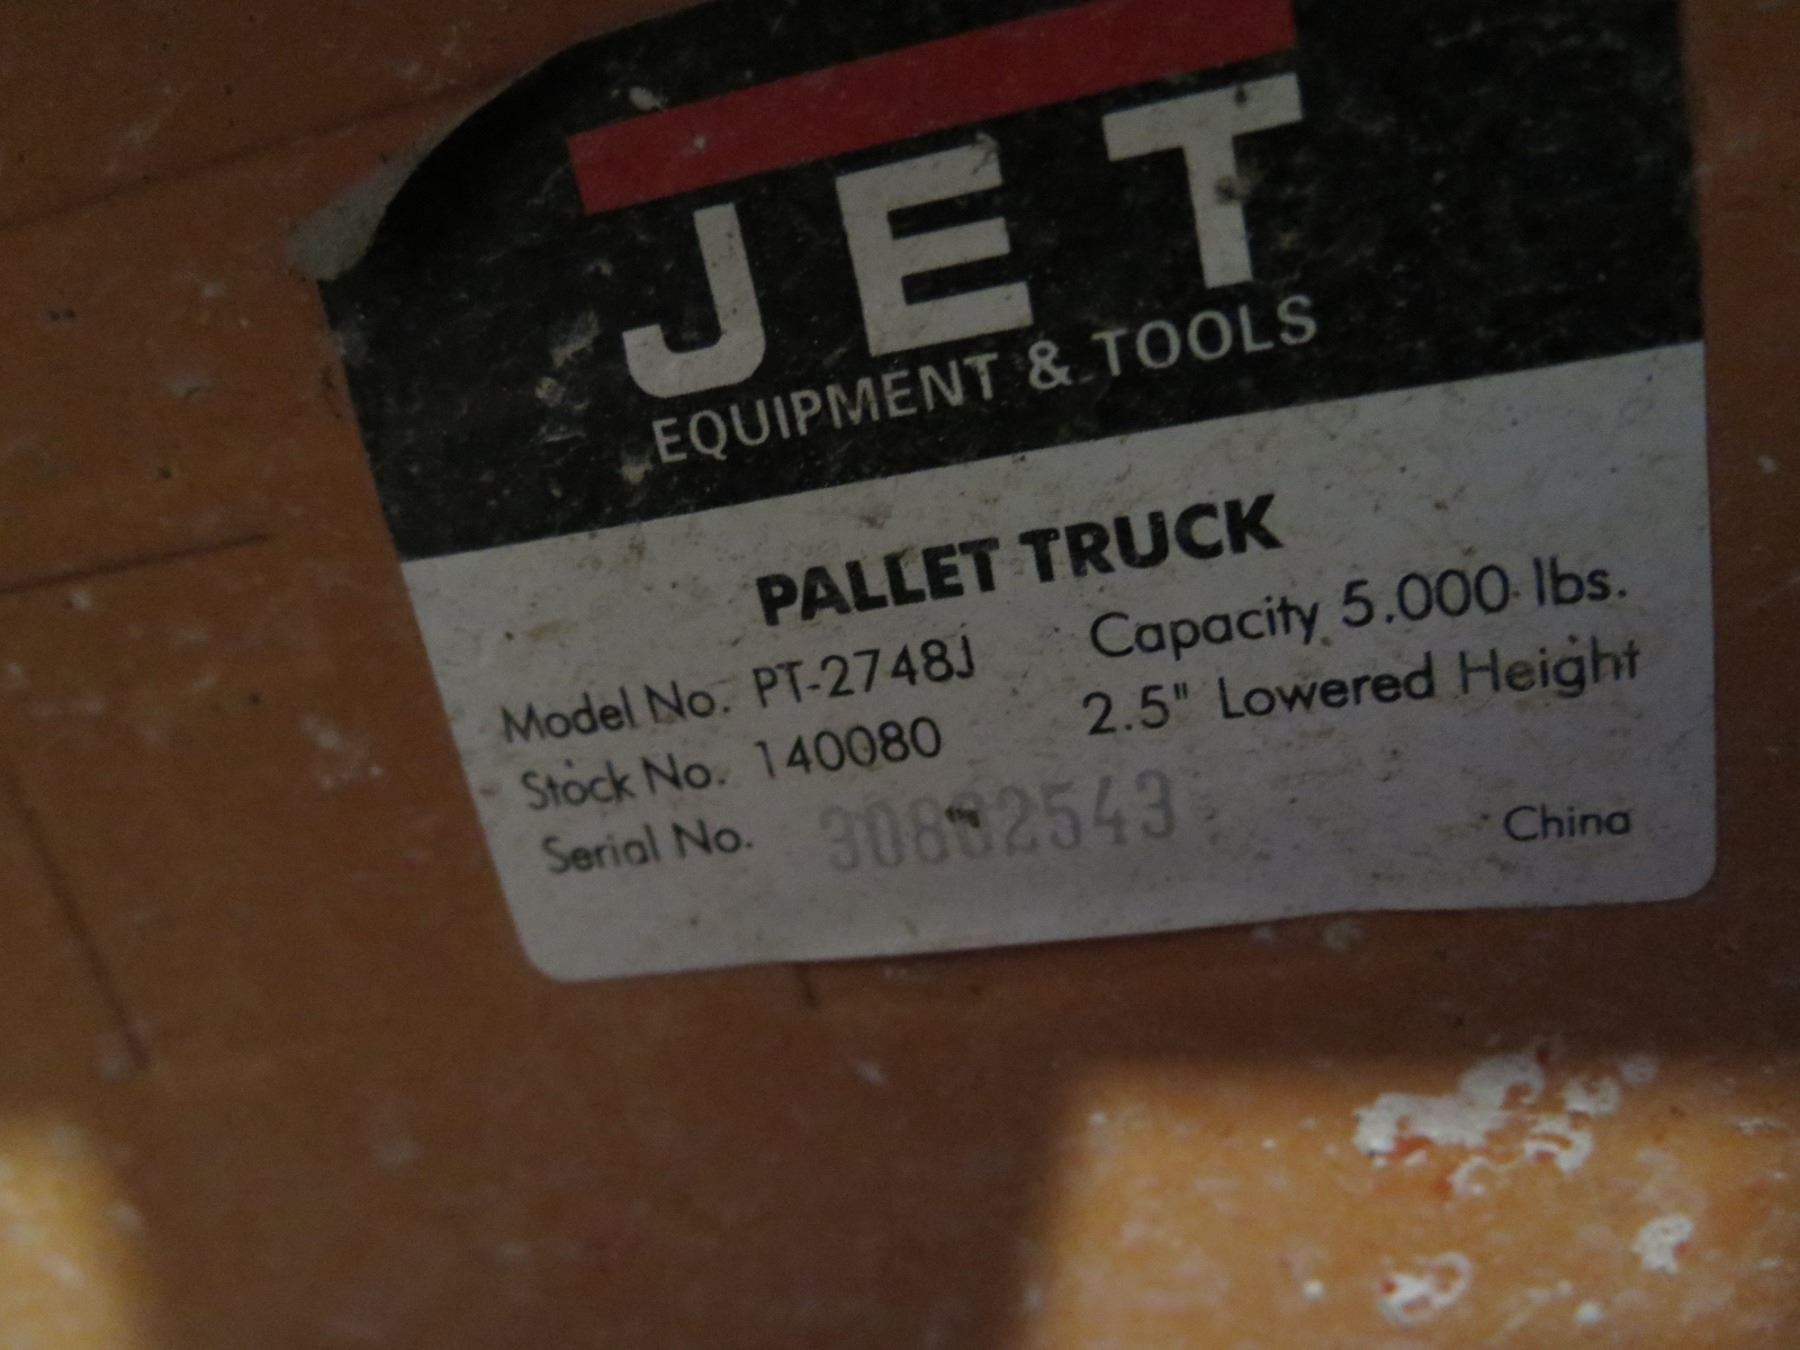 JET
EQUIPMENT & TOOLS
PALLET TRUCK
Model No. PT-2748J Capacity 5.000 lbs.
Stock No. 140080 2.5" Lowered Height
Serial No. China